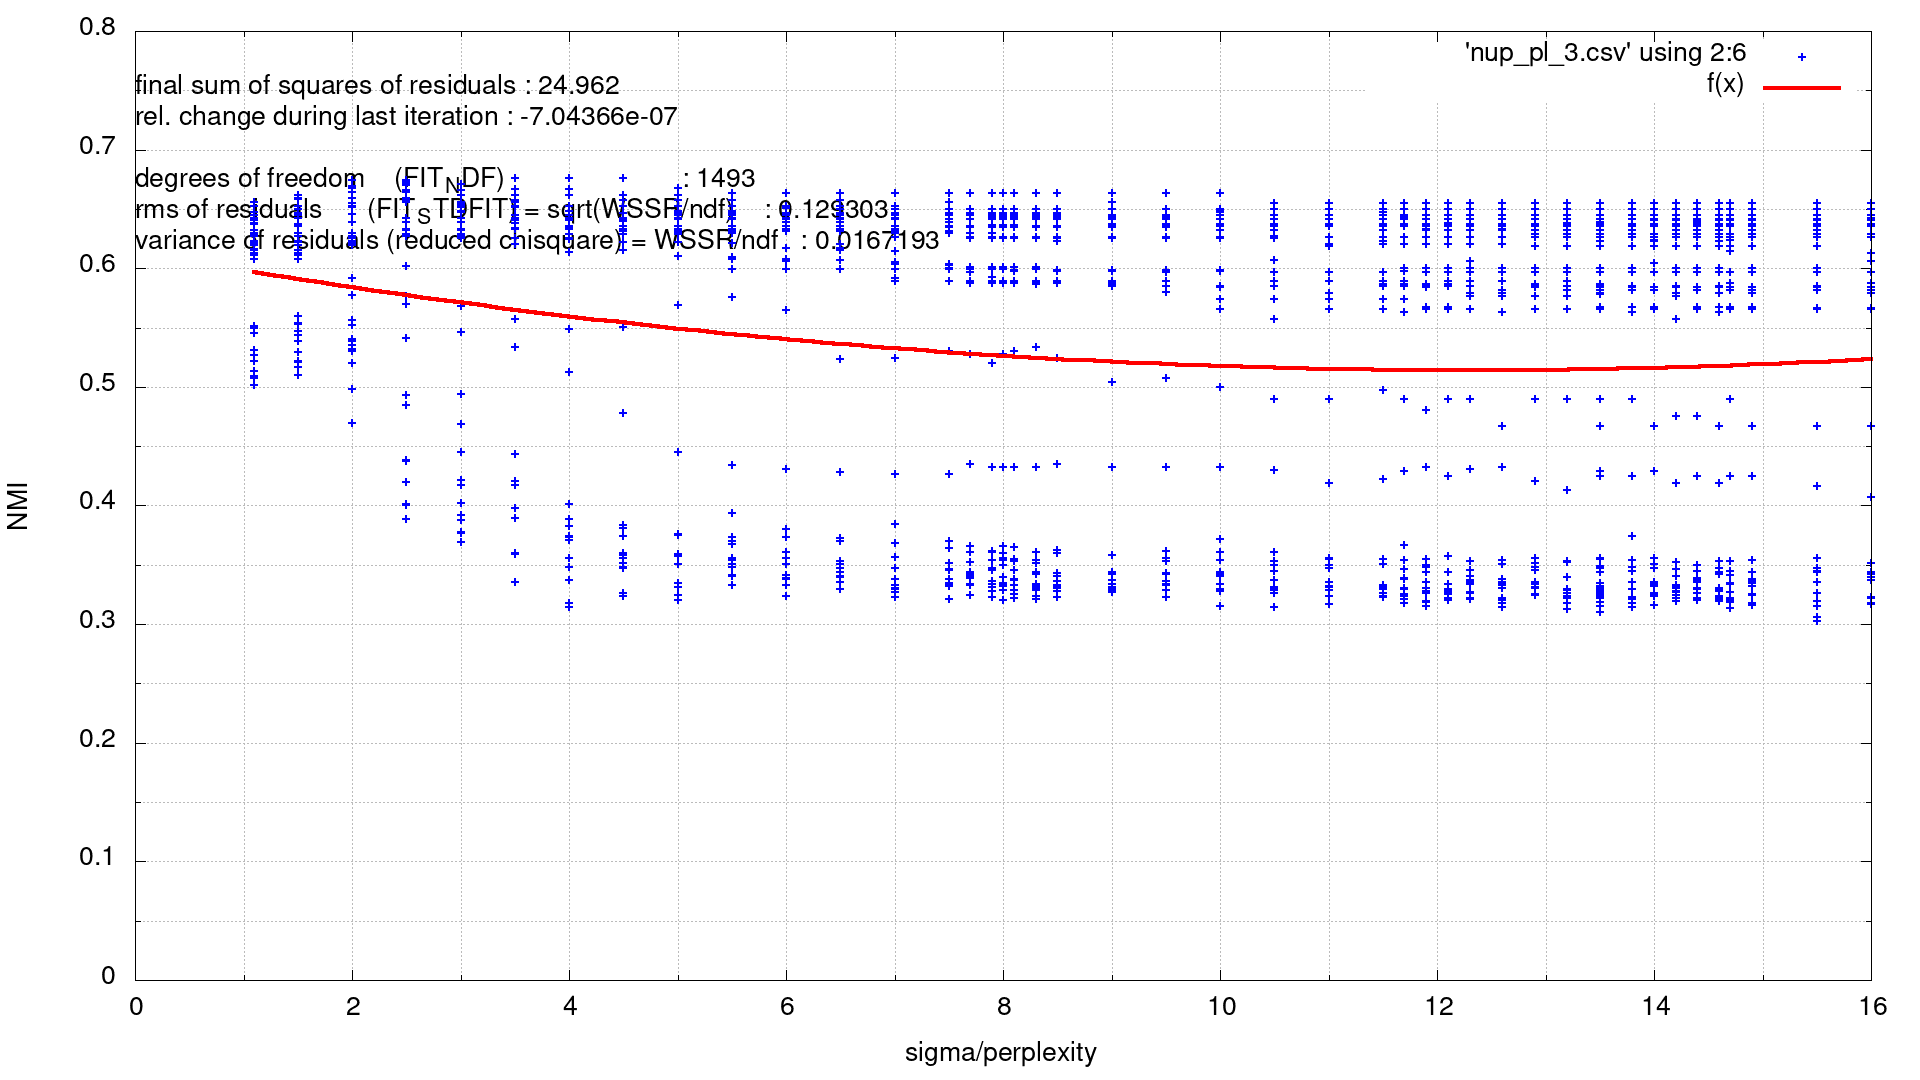 0.8
0.7
0.6
0.5
0.4
0.3
0.2
0.1
0
NMI
'nup_pl_3.csv' using 2:6
f(x)
final sum of squares of residuals : 24.962
rel. change during last iteration : -7.04366e-07
degrees of freedom (FIT_NDF) : 1493
rms of residuals (FIT_STDFIT) = sqrt(WSSR/ndf) : 0.129303
variance of residuals (reduced chisquare) = WSSR/ndf : 0.0167193
0 2 4 6 8 10 12 14 16
sigma/perplexity